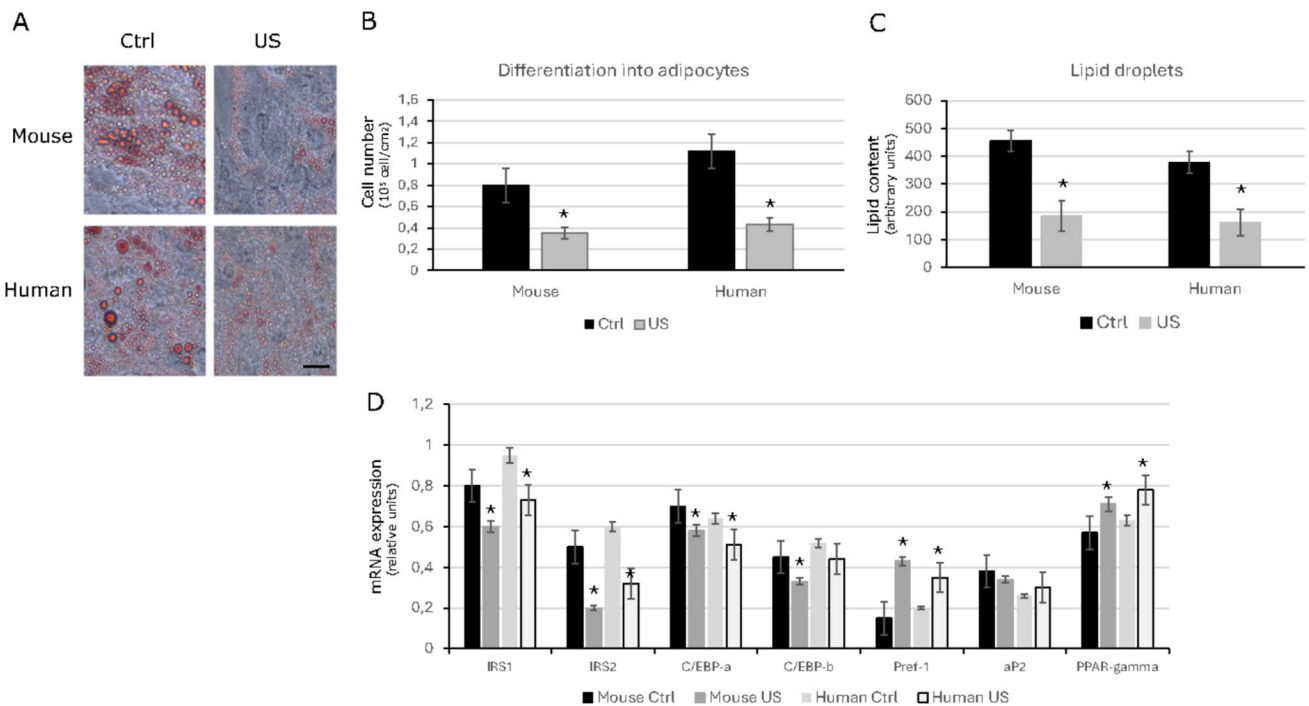 A
Ctrl US
Mouse
Human
B
Differentiation into adipocytes
Cell number
(10⁵ cell/cm2)
1,6
1,4
1,2
1
0,8
0,6
0,4
0,2
0
*
*
Mouse Human
Ctrl US
C
Lipid droplets
Lipid content
(arbitrary units)
600
500
400
300
200
100
0
*
*
Mouse Human
Ctrl US
D
mRNA expression
(relative units)
1,2
1
0,8
0,6
0,4
0,2
0
* * * * * * * * * * *
IRS1 IRS2 C/EBP-a C/EBP-b Pref-1 aP2 PPAR-gamma
Mouse Ctrl Mouse US Human Ctrl Human US